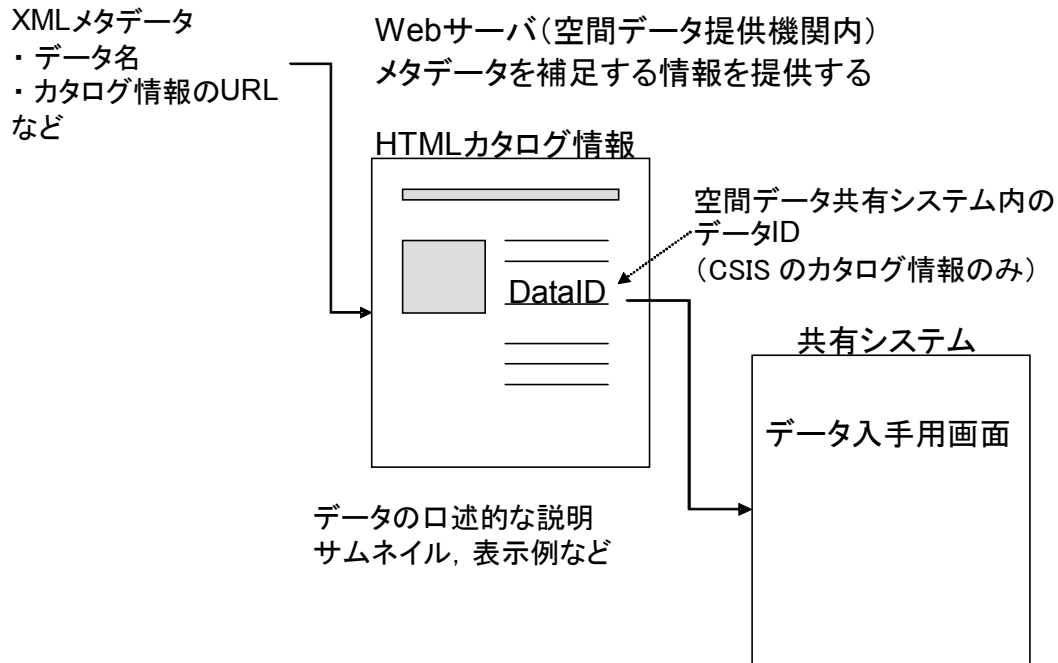 XMLメタデータ
・データ名
・カタログ情報のURL
など
Webサーバ(空間データ提供機関内)
メタデータを補足する情報を提供する
HTMLカタログ情報
空間データ共有システム内の
データID
(CSIS のカタログ情報のみ)
DataID
共有システム
データ入手用画面
データの口述的な説明
サムネイル,表示例など